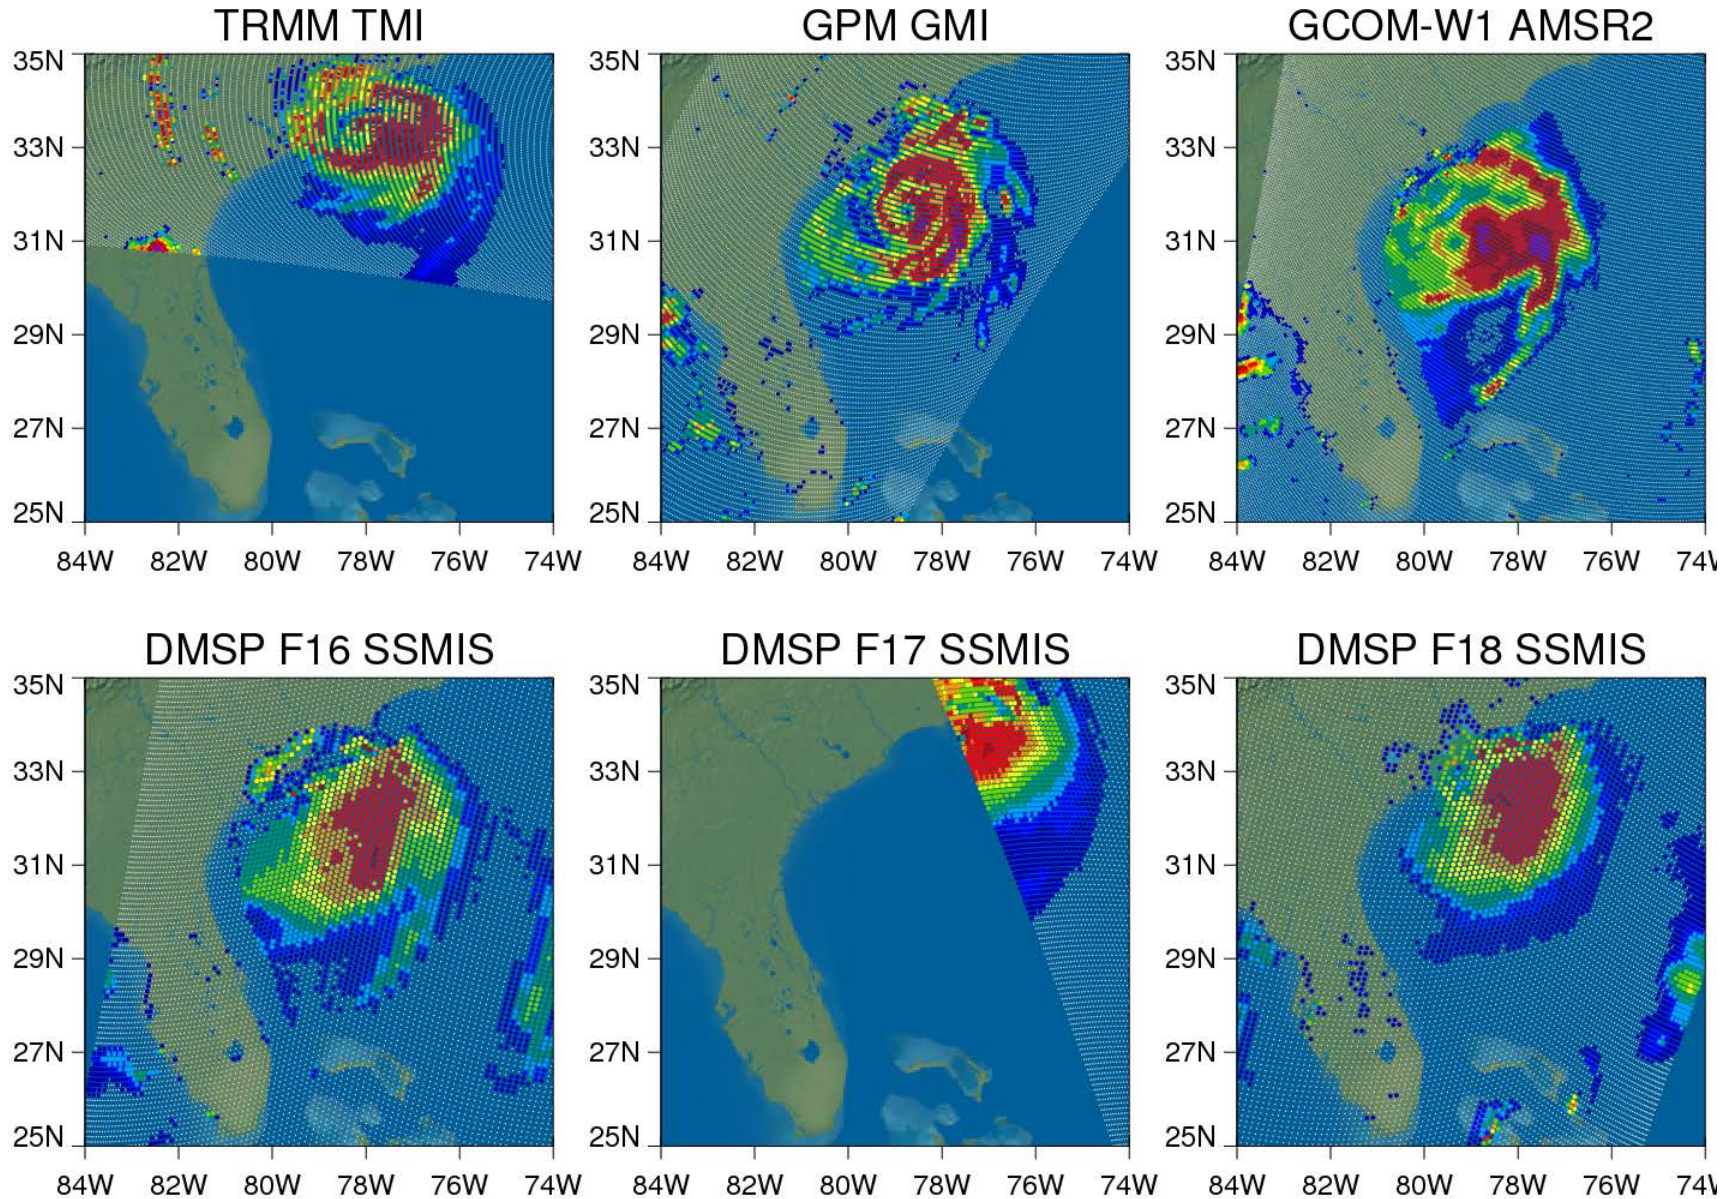 TRMM TMI GPM GMI GCOM-W1 AMSR2
35N 35N 35N
33N 33N 33N
31N 31N 31N
29N 29N 29N
27N 27N 27N
25N 25N 25N
84W 82W 80W 78W 76W 74W 84W 82W 80W 78W 76W 74W 84W 82W 80W 78W 76W 74W
DMSP F16 SSMIS DMSP F17 SSMIS DMSP F18 SSMIS
35N 35N 35N
33N 33N 33N
31N 31N 31N
29N 29N 29N
27N 27N 27N
25N 25N 25N
84W 82W 80W 78W 76W 74W 84W 82W 80W 78W 76W 74W 84W 82W 80W 78W 76W 74W